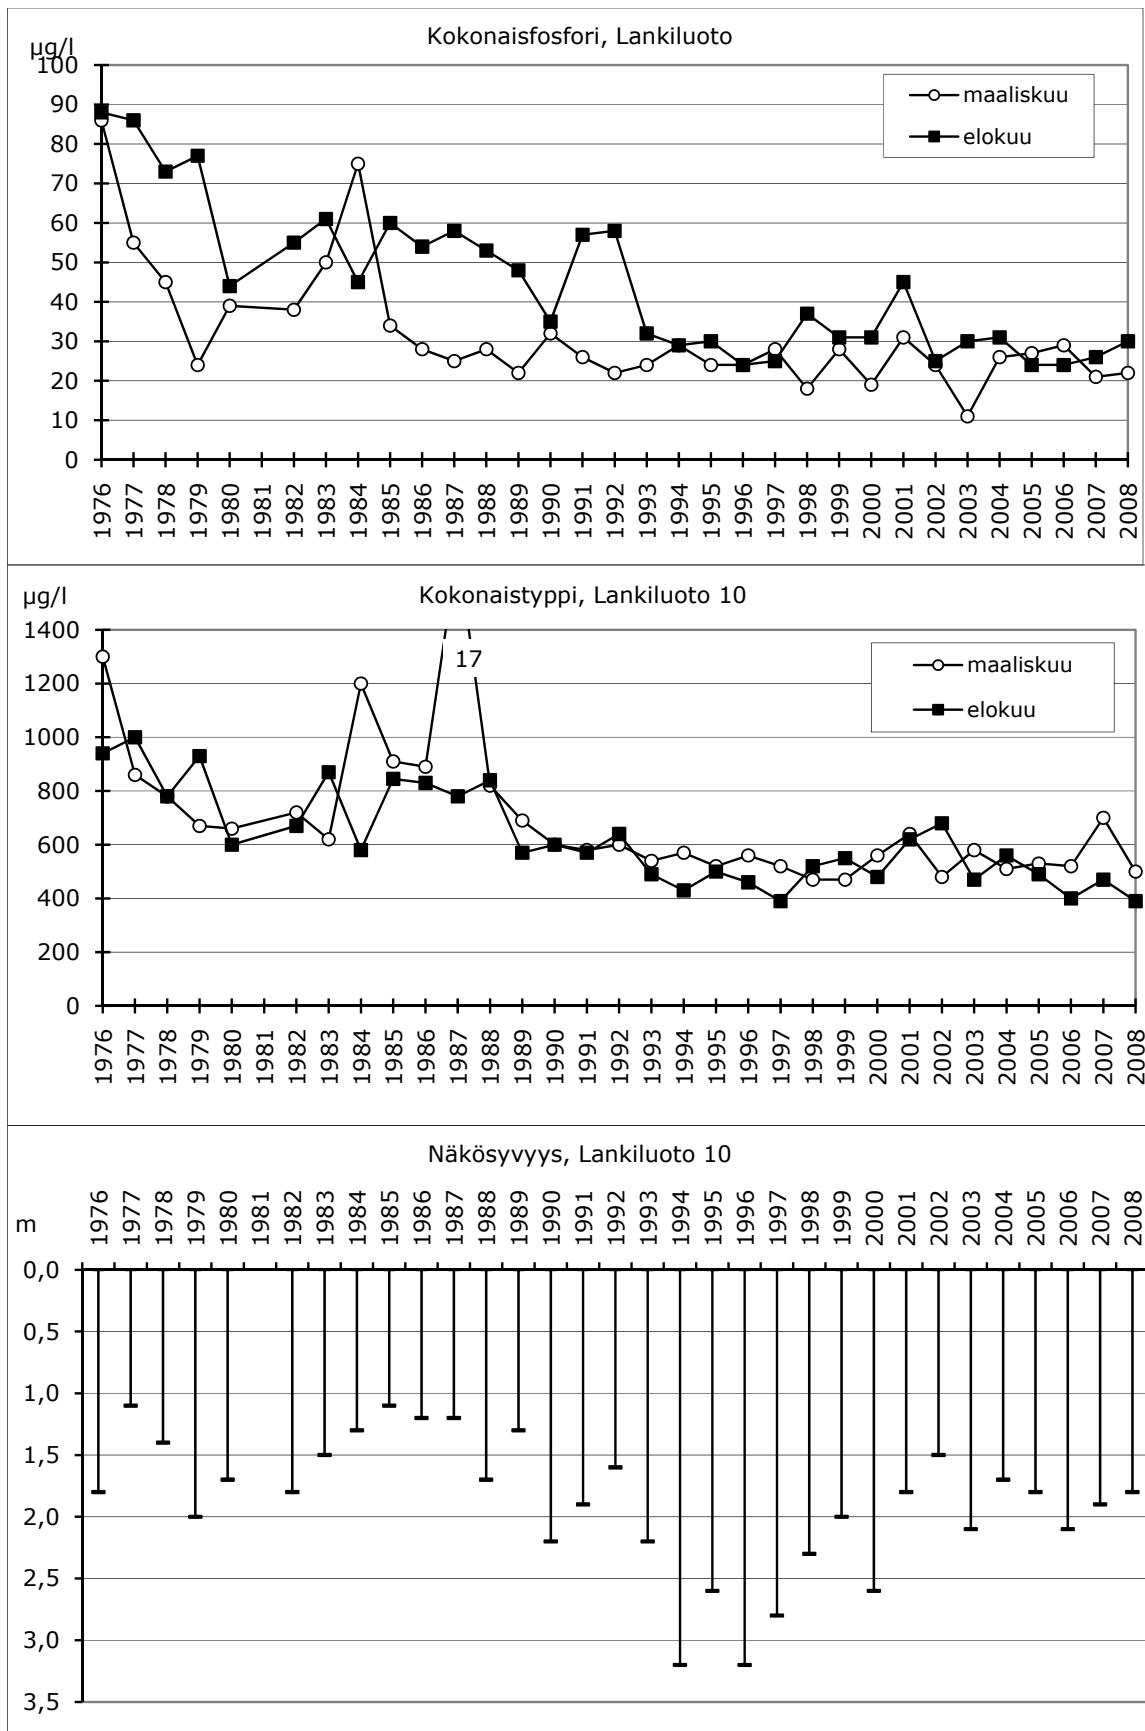 Kokonaisfosfori, Lankiluoto
µg/l
100
90
80
70
60
50
40
30
20
10
0
maaliskuu
elokuu
1976 1977 1978 1979 1980 1981 1982 1983 1984 1985 1986 1987 1988 1989 1990 1991 1992 1993 1994 1995 1996 1997 1998 1999 2000 2001 2002 2003 2004 2005 2006 2007 2008
µg/l
Kokonaistyppi, Lankiluoto 10
1400
1200
1000
800
600
400
200
0
17
maaliskuu
elokuu
1976 1977 1978 1979 1980 1981 1982 1983 1984 1985 1986 1987 1988 1989 1990 1991 1992 1993 1994 1995 1996 1997 1998 1999 2000 2001 2002 2003 2004 2005 2006 2007 2008
Näkösyvyys, Lankiluoto 10
1976 1977 1978 1979 1980 1981 1982 1983 1984 1985 1986 1987 1988 1989 1990 1991 1992 1993 1994 1995 1996 1997 1998 1999 2000 2001 2002 2003 2004 2005 2006 2007 2008
m
0,0
0,5
1,0
1,5
2,0
2,5
3,0
3,5